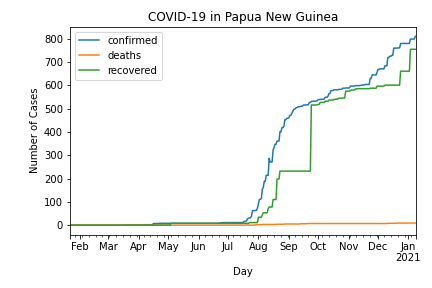 COVID-19 in Papua New Guinea
confirmed
deaths
recovered
800
700
600
500
400
300
200
100
0
Number of Cases
Feb Mar Apr May Jun Jul Aug Sep Oct Nov Dec Jan
2021
Day